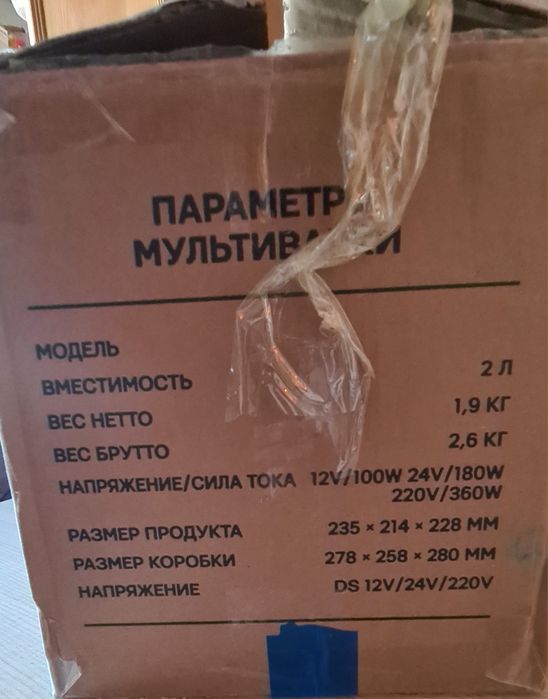 ПАРАМЕТРЫ
МУЛЬТИВАРКИ
МОДЕЛЬ
ВМЕСТИМОСТЬ 2 Л
ВЕС НЕТТО 1,9 КГ
ВЕС БРУТТО 2,6 КГ
НАПРЯЖЕНИЕ/СИЛА ТОКА 12V/100W 24V/180W
220V/360W
РАЗМЕР ПРОДУКТА 235 × 214 × 228 ММ
РАЗМЕР КОРОБКИ 278 × 258 × 280 ММ
НАПРЯЖЕНИЕ DS 12V/24V/220V